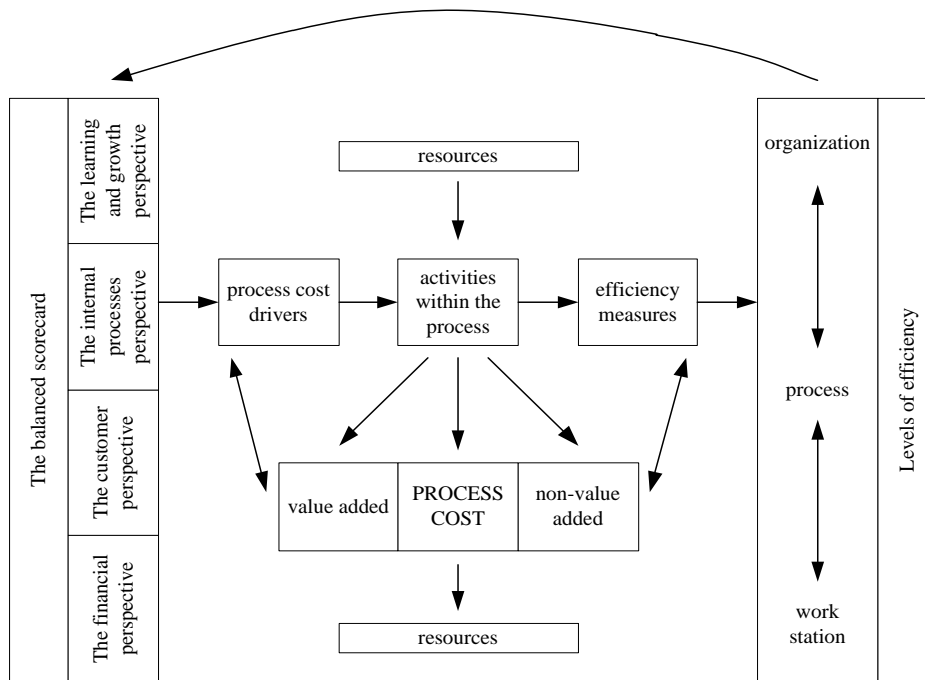 The balanced scorecard
The learning
and growth
perspective
The internal
processes
perspective
The customer
perspective
The financial
perspective
resources
process cost
drivers
activities
within the
process
efficiency
measures
value added
PROCESS
COST
non-value
added
resources
organization
process
work
station
Levels of efficiency